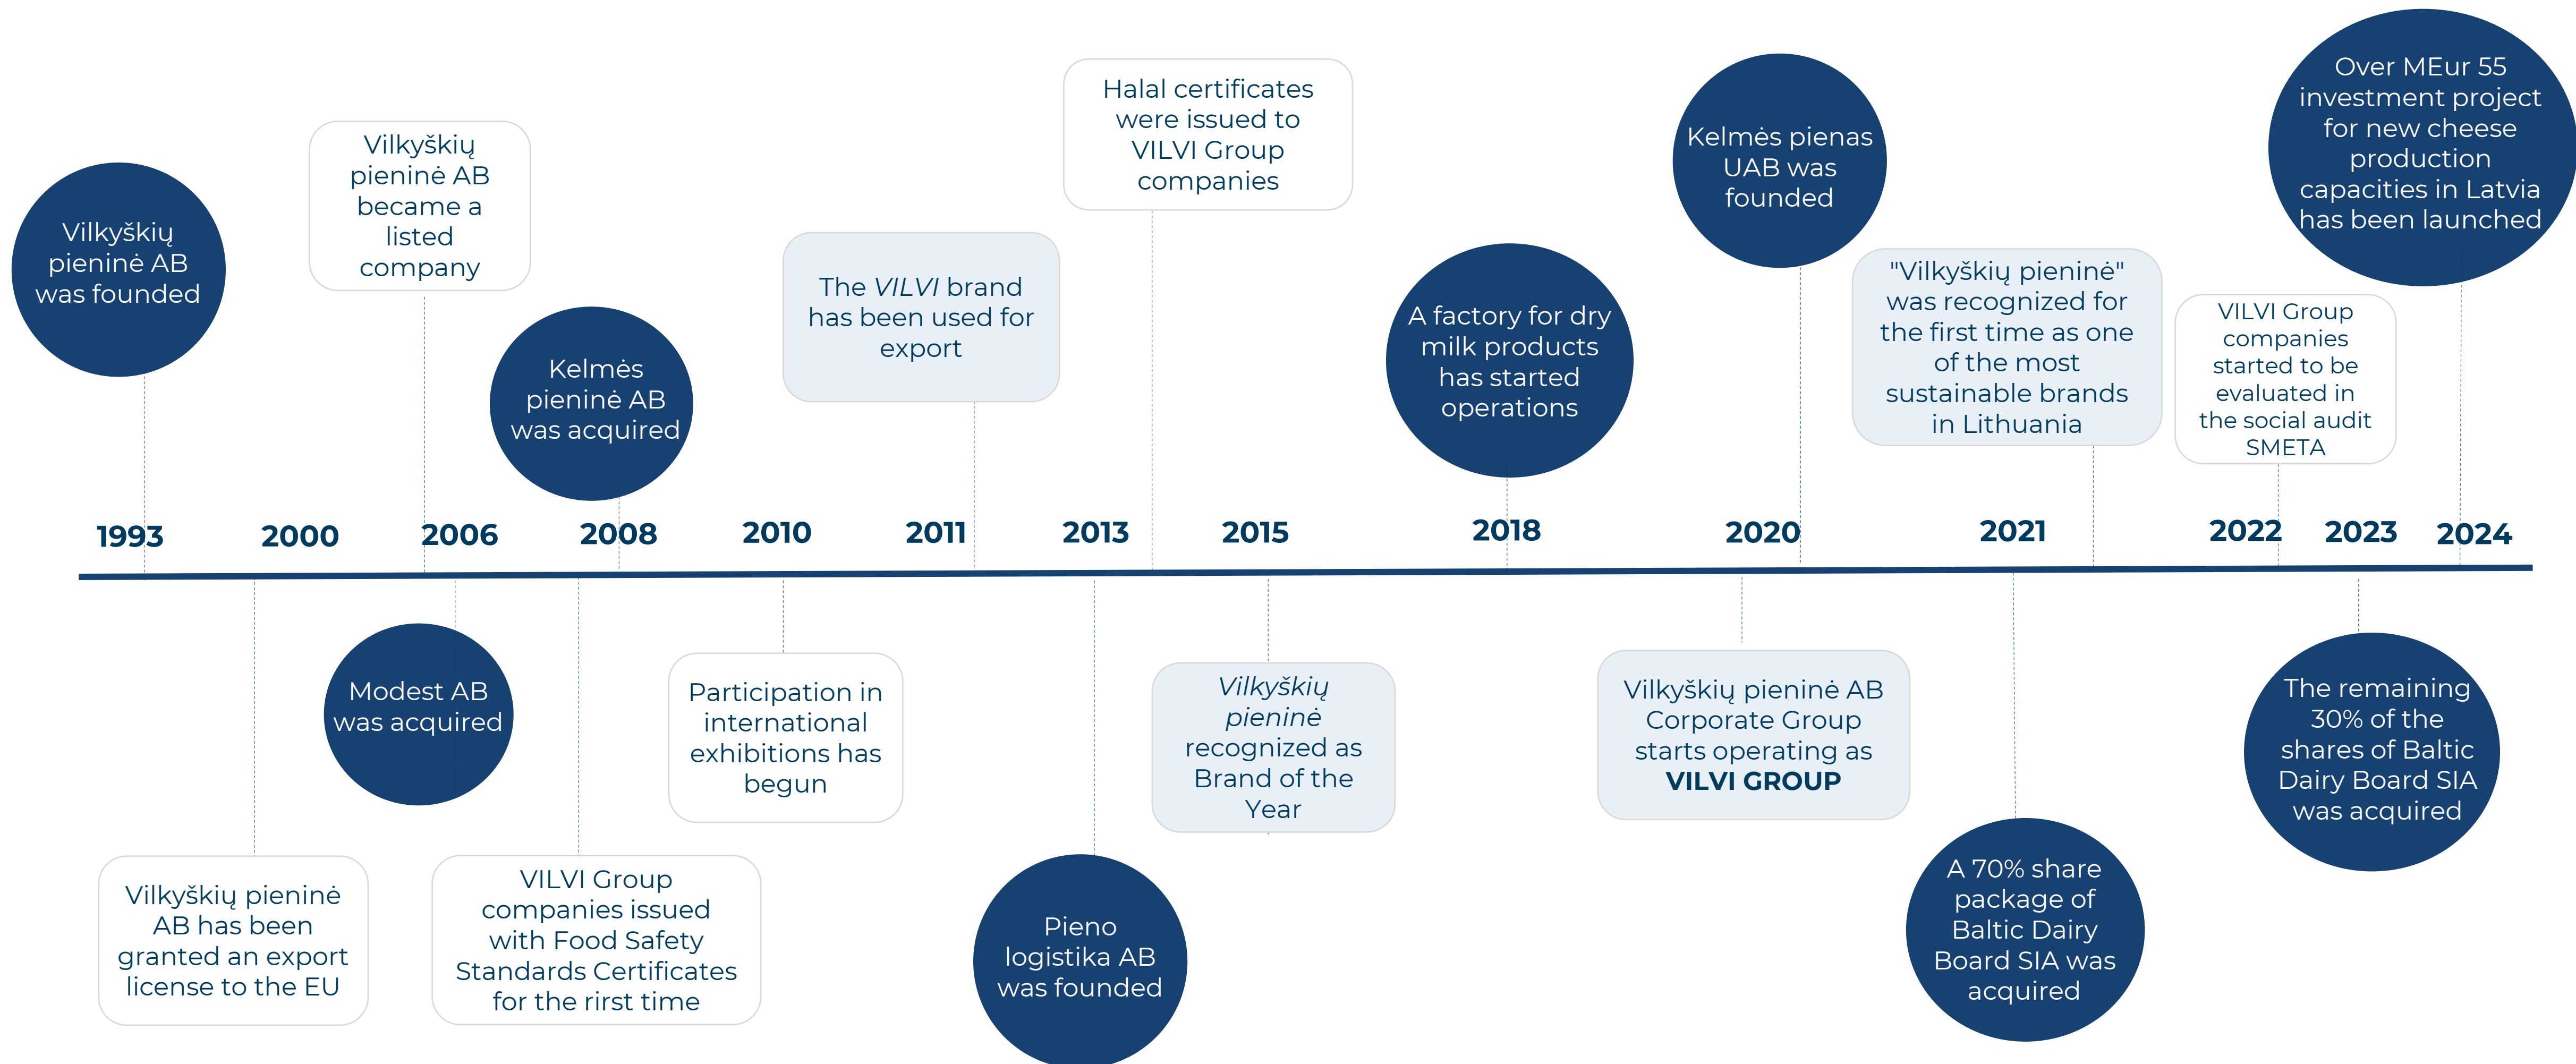 Vilkyškių
pieninė AB
was founded
Vilkyškių
pieninė AB
became a
listed
company
Kelmės
pieninė AB
was acquired
The VILVI brand
has been used for
export
Halal certificates
were issued to
VILVI Group
companies
A factory for dry
milk products
has started
operations
Kelmės pienas
UAB was
founded
"Vilkyškių pieninė"
was recognized for
the first time as one
of the most
sustainable brands
in Lithuania
VILVI Group
companies
started to be
evaluated in
the social audit
SMETA
Over MEur 55
investment project
for new cheese
production
capacities in Latvia
has been launched
1993 2000 2006 2008 2010 2011 2013 2015 2018 2020 2021 2022 2023 2024
Vilkyškių pieninė
AB has been
granted an export
license to the EU
Modest AB
was acquired
VILVI Group
companies issued
with Food Safety
Standards Certificates
for the rirst time
Participation in
international
exhibitions has
begun
Pieno
logistika AB
was founded
Vilkyškių
pieninė
recognized as
Brand of the
Year
Vilkyškių pieninė AB
Corporate Group
starts operating as
VILVI GROUP
A 70% share
package of
Baltic Dairy
Board SIA was
acquired
The remaining
30% of the
shares of Baltic
Dairy Board SIA
was acquired